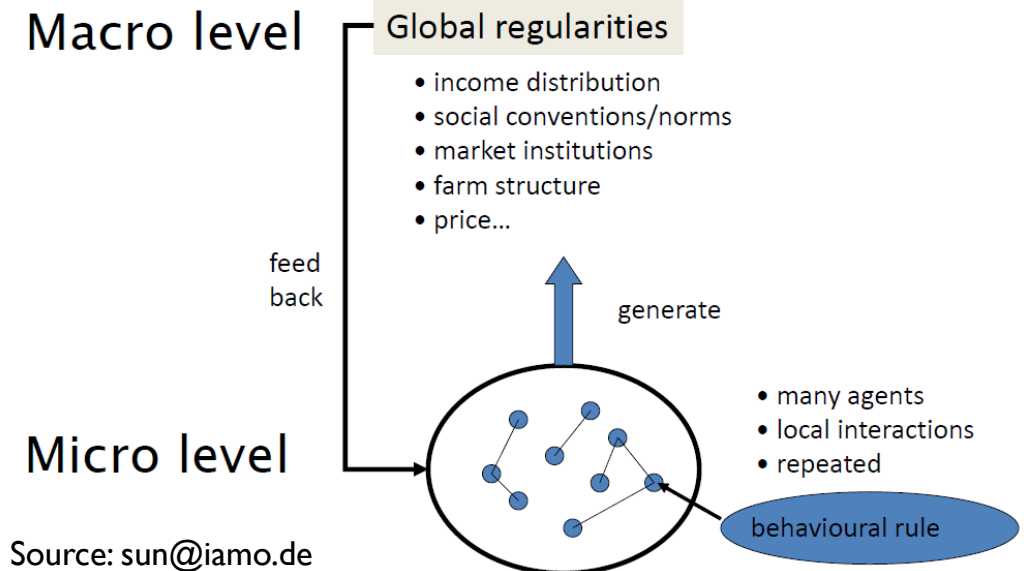 Macro level
Global regularities
• income distribution
• social conventions/norms
• market institutions
• farm structure
• price...
feed
back
generate
• many agents
• local interactions
• repeated
Micro level
behavioural rule
Source: sun@iamo.de